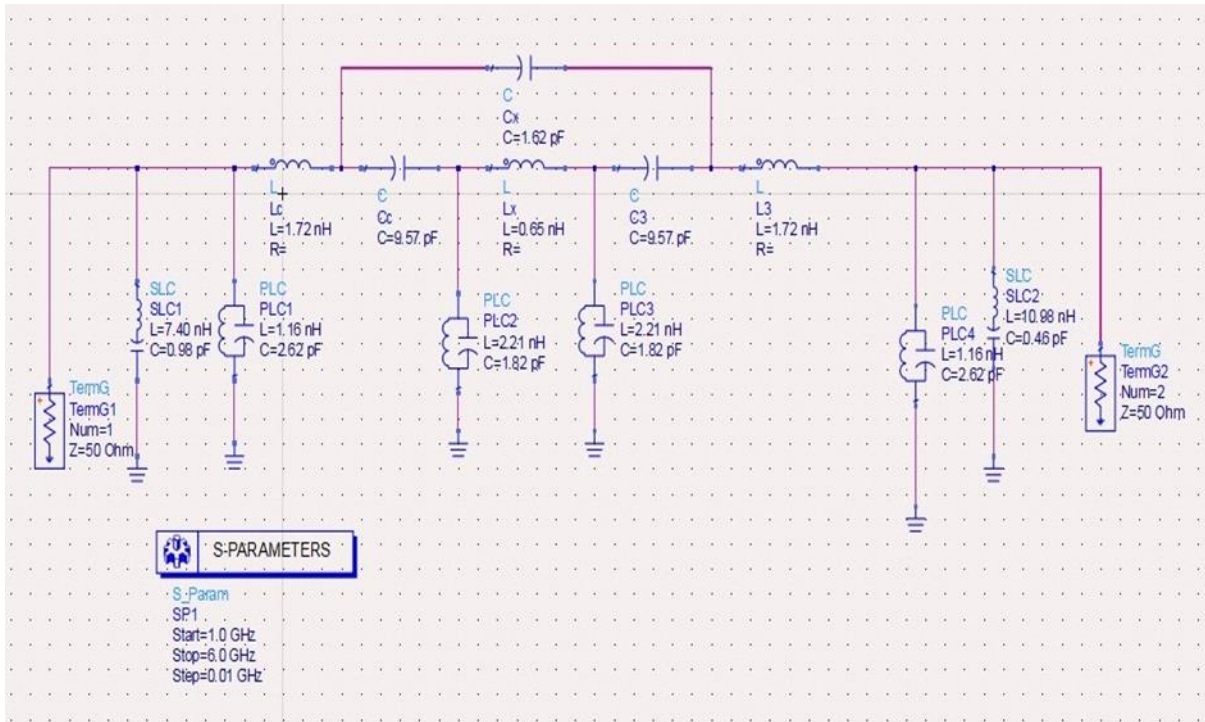 C
Cx
C=1.62 pF
L
Lc
L=1.72 nH
R=
C
Cc
C=9.57 pF
L
Lx
L=0.65 nH
R=
C
C3
C=9.57 pF
L
L3
L=1.72 nH
R=
SLC
SLC1
L=7.40 nH
C=0.98 pF
PLC
PLC1
L=1.16 nH
C=2.62 pF
PLC
PLC2
L=2.21 nH
C=1.82 pF
PLC
PLC3
L=2.21 nH
C=1.82 pF
PLC
PLC4
L=1.16 nH
C=2.62 pF
SLC
SLC2
L=10.98 nH
C=0.46 pF
TermG
TermG1
Num=1
Z=50 Ohm
TermG
TermG2
Num=2
Z=50 Ohm
S-PARAMETERS
S_Param
SP1
Start=1.0 GHz
Stop=6.0 GHz
Step=0.01 GHz